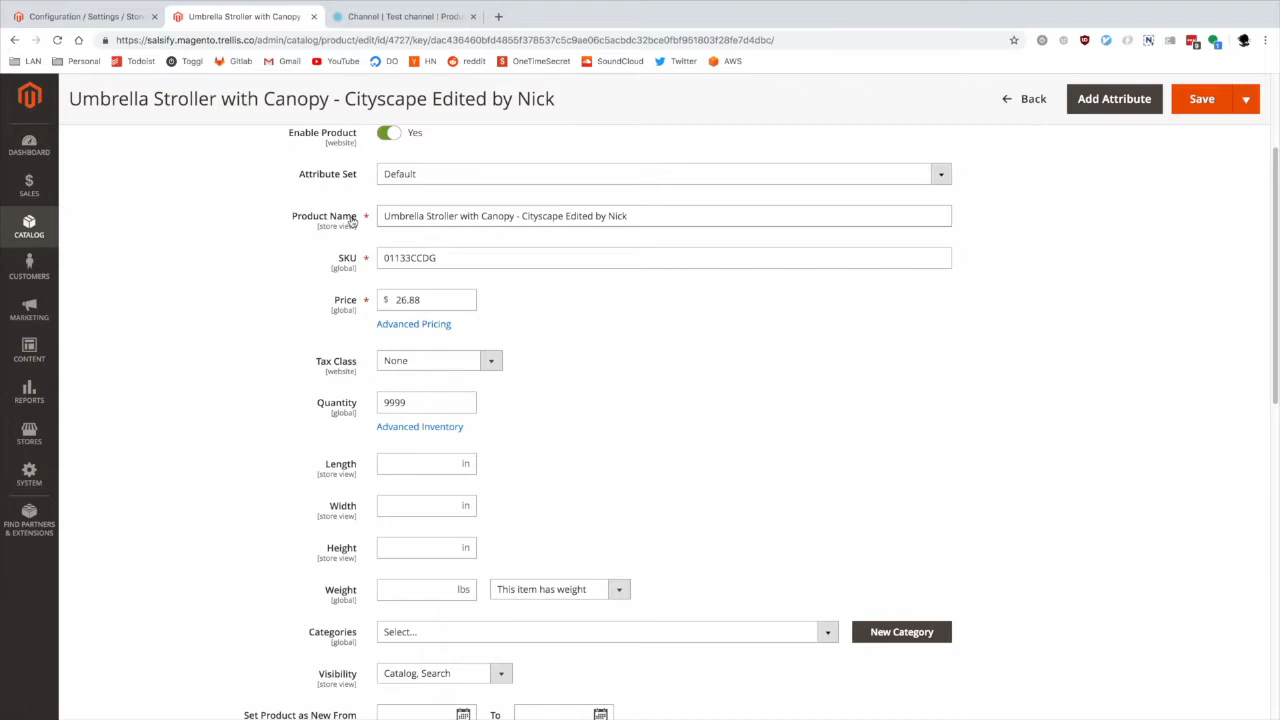 Configuration / Settings / Stor
Umbrella Stroller with Canopy
Channel | Test channel | Produ
https://salsify.magento.trellis.co/admin/catalog/product/edit/id/4727/key/dac436460bfd4855f378537c5c9ae06c5acbdc32bce0fbf951803f28fe7d4dbc/
LAN
Personal
Todoist
Toggl
Gitlab
Gmail
YouTube
DO
HN
reddit
OneTimeSecret
SoundCloud
Twitter
AWS
Umbrella Stroller with Canopy - Cityscape Edited by Nick
Back
Add Attribute
Save
DASHBOARD
SALES
CATALOG
CUSTOMERS
MARKETING
CONTENT
REPORTS
STORES
SYSTEM
FIND PARTNERS
& EXTENSIONS
Enable Product
[website]
Yes
Attribute Set
Default
Product Name *
[store view]
Umbrella Stroller with Canopy - Cityscape Edited by Nick
SKU *
[global]
01133CCDG
Price *
[global]
$ 26.88
Advanced Pricing
Tax Class
[website]
None
Quantity
[global]
9999
Advanced Inventory
Length
[store view]
in
Width
[store view]
in
Height
[store view]
in
Weight
[global]
lbs
This item has weight
Categories
[global]
Select...
New Category
Visibility
[store view]
Catalog, Search
Set Product as New From
To